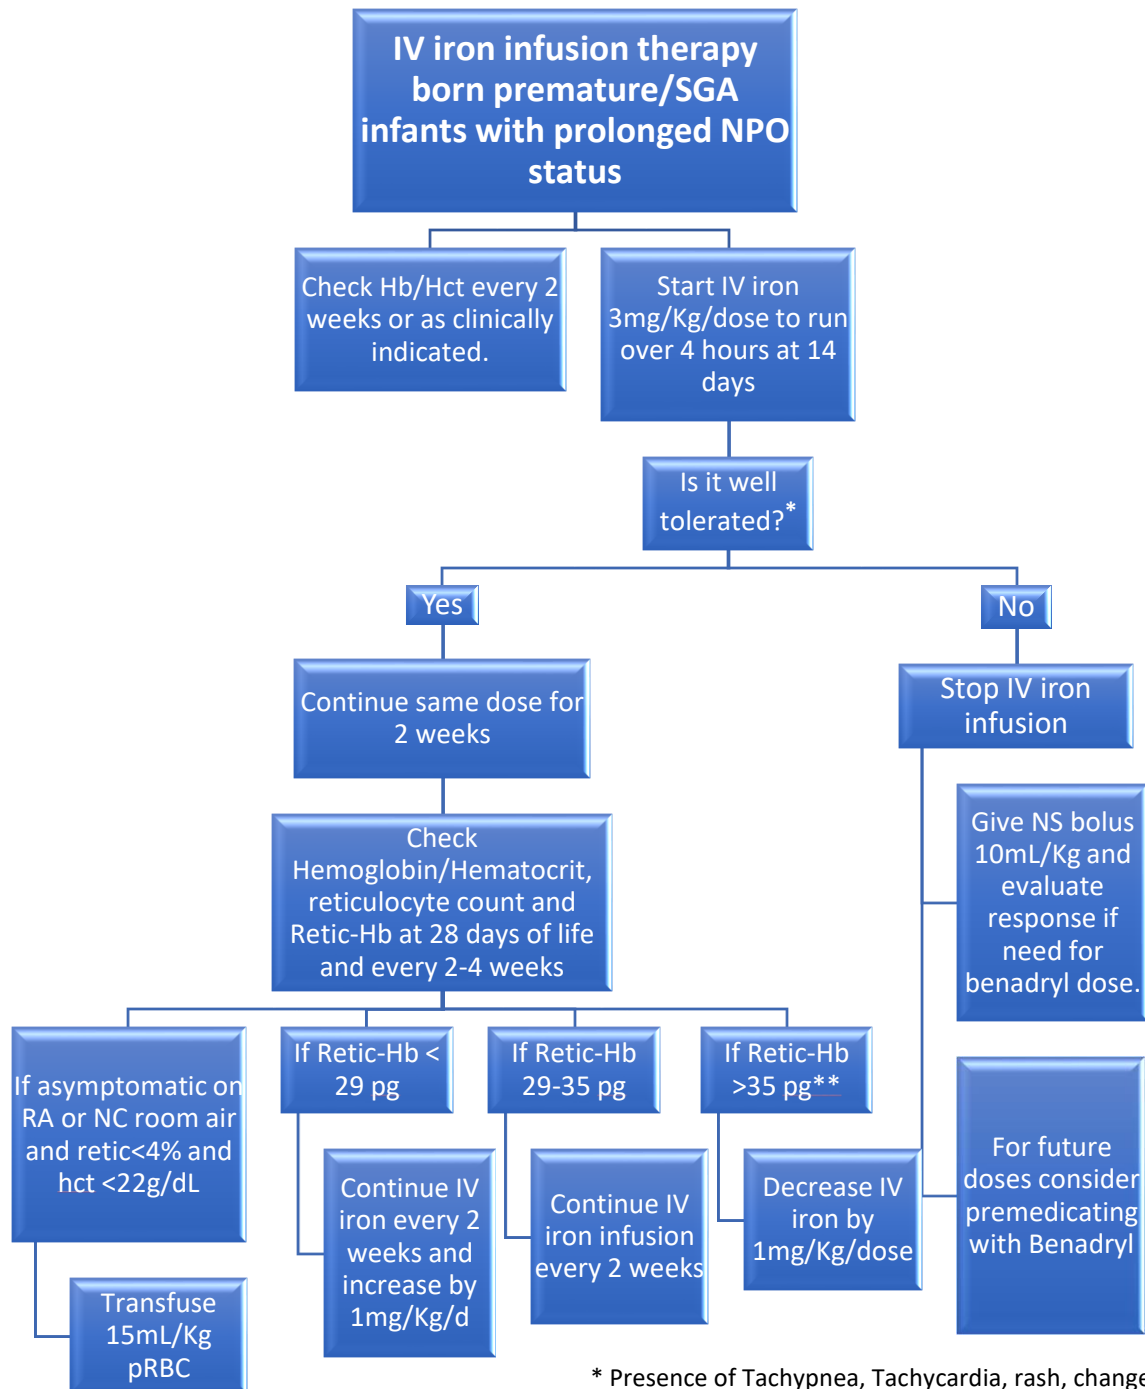 IV iron infusion therapy
born premature/SGA
infants with prolonged NPO
status
Check Hb/Hct every 2
weeks or as clinically
indicated.
Start IV iron
3mg/Kg/dose to run
over 4 hours at 14
days
Is it well
tolerated?*
Yes
No
Continue same dose for
2 weeks
Stop IV iron
infusion
Check
Hemoglobin/Hematocrit,
reticulocyte count and
Retic-Hb at 28 days of life
and every 2-4 weeks
Give NS bolus
10mL/Kg and
evaluate
response if
need for
benadryl dose.
If asymptomatic on
RA or NC room air
and retic<4% and
hct <22g/dL
If Retic-Hb <
29 pg
If Retic-Hb
29-35 pg
If Retic-Hb
>35 pg**
For future
doses consider
premedicating
with Benadryl
Transfuse
15mL/Kg
pRBC
Continue IV
iron every 2
weeks and
increase by
1mg/Kg/d
Continue IV
iron infusion
every 2 weeks
Decrease IV
iron by
1mg/Kg/dose
* Presence of Tachypnea, Tachycardia, rash, change